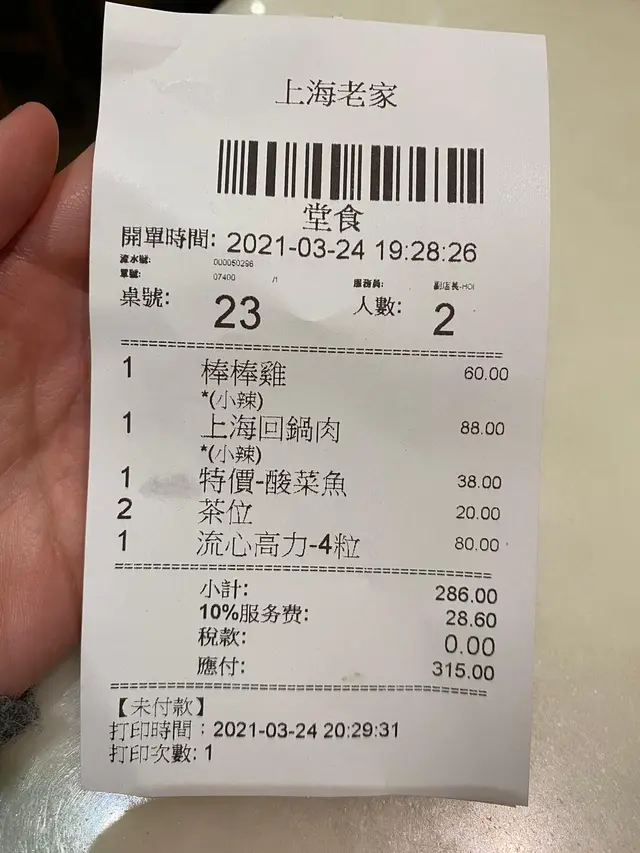 上海老家
堂食
開單時間: 2021-03-24 19:28:26
流水號: 000050296
單號: 07400 /1 服務員: 副店長-HOI
桌號: 23 人數: 2
1 棒棒雞 60.00
*(小辣)
1 上海回鍋肉 88.00
*(小辣)
1 特價-酸菜魚 38.00
2 茶位 20.00
1 流心高力-4粒 80.00
小計: 286.00
10%服务费: 28.60
稅款: 0.00
應付: 315.00
【未付款】
打印時間：2021-03-24 20:29:31
打印次數: 1